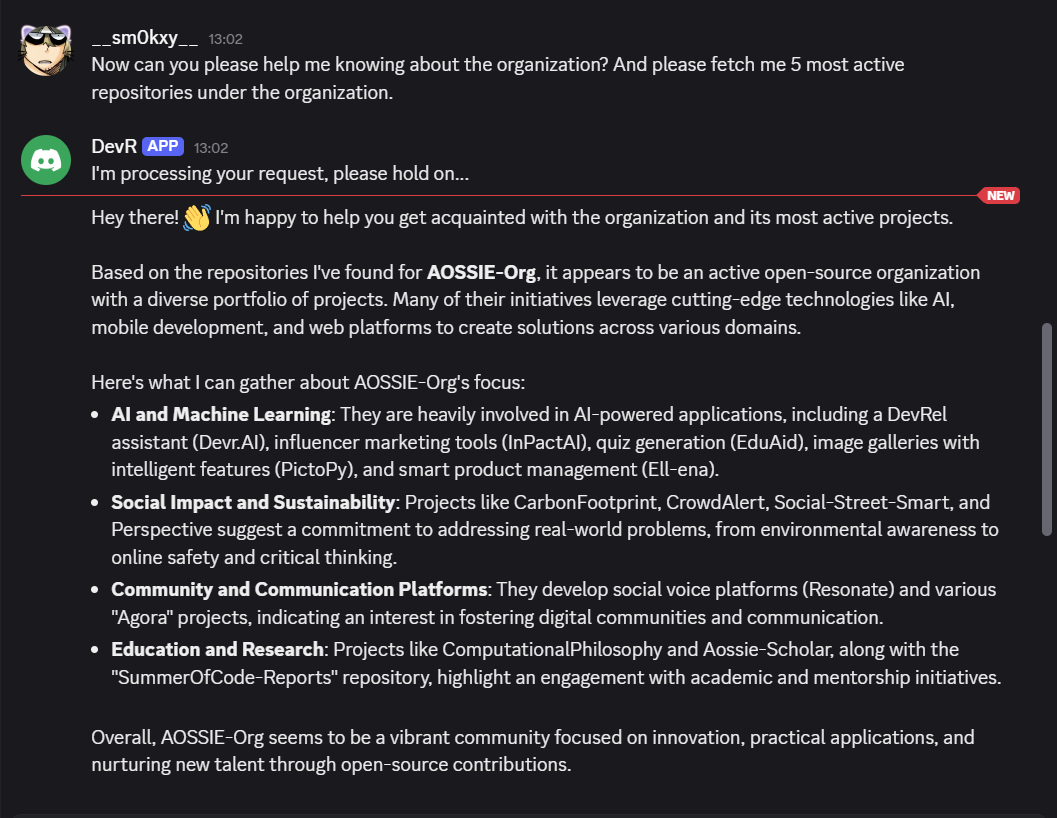 __sm0kxy__ 13:02
Now can you please help me knowing about the organization? And please fetch me 5 most active
repositories under the organization.
DevR APP 13:02
I'm processing your request, please hold on...
NEW
Hey there! 👋 I'm happy to help you get acquainted with the organization and its most active projects.
Based on the repositories I've found for AOSSIE-Org, it appears to be an active open-source organization
with a diverse portfolio of projects. Many of their initiatives leverage cutting-edge technologies like AI,
mobile development, and web platforms to create solutions across various domains.
Here's what I can gather about AOSSIE-Org's focus:
• AI and Machine Learning: They are heavily involved in AI-powered applications, including a DevRel
assistant (Devr.AI), influencer marketing tools (InPactAI), quiz generation (EduAid), image galleries with
intelligent features (PictoPy), and smart product management (Ell-ena).
• Social Impact and Sustainability: Projects like CarbonFootprint, CrowdAlert, Social-Street-Smart, and
Perspective suggest a commitment to addressing real-world problems, from environmental awareness to
online safety and critical thinking.
• Community and Communication Platforms: They develop social voice platforms (Resonate) and various
"Agora" projects, indicating an interest in fostering digital communities and communication.
• Education and Research: Projects like ComputationalPhilosophy and Aossie-Scholar, along with the
"SummerOfCode-Reports" repository, highlight an engagement with academic and mentorship initiatives.
Overall, AOSSIE-Org seems to be a vibrant community focused on innovation, practical applications, and
nurturing new talent through open-source contributions.